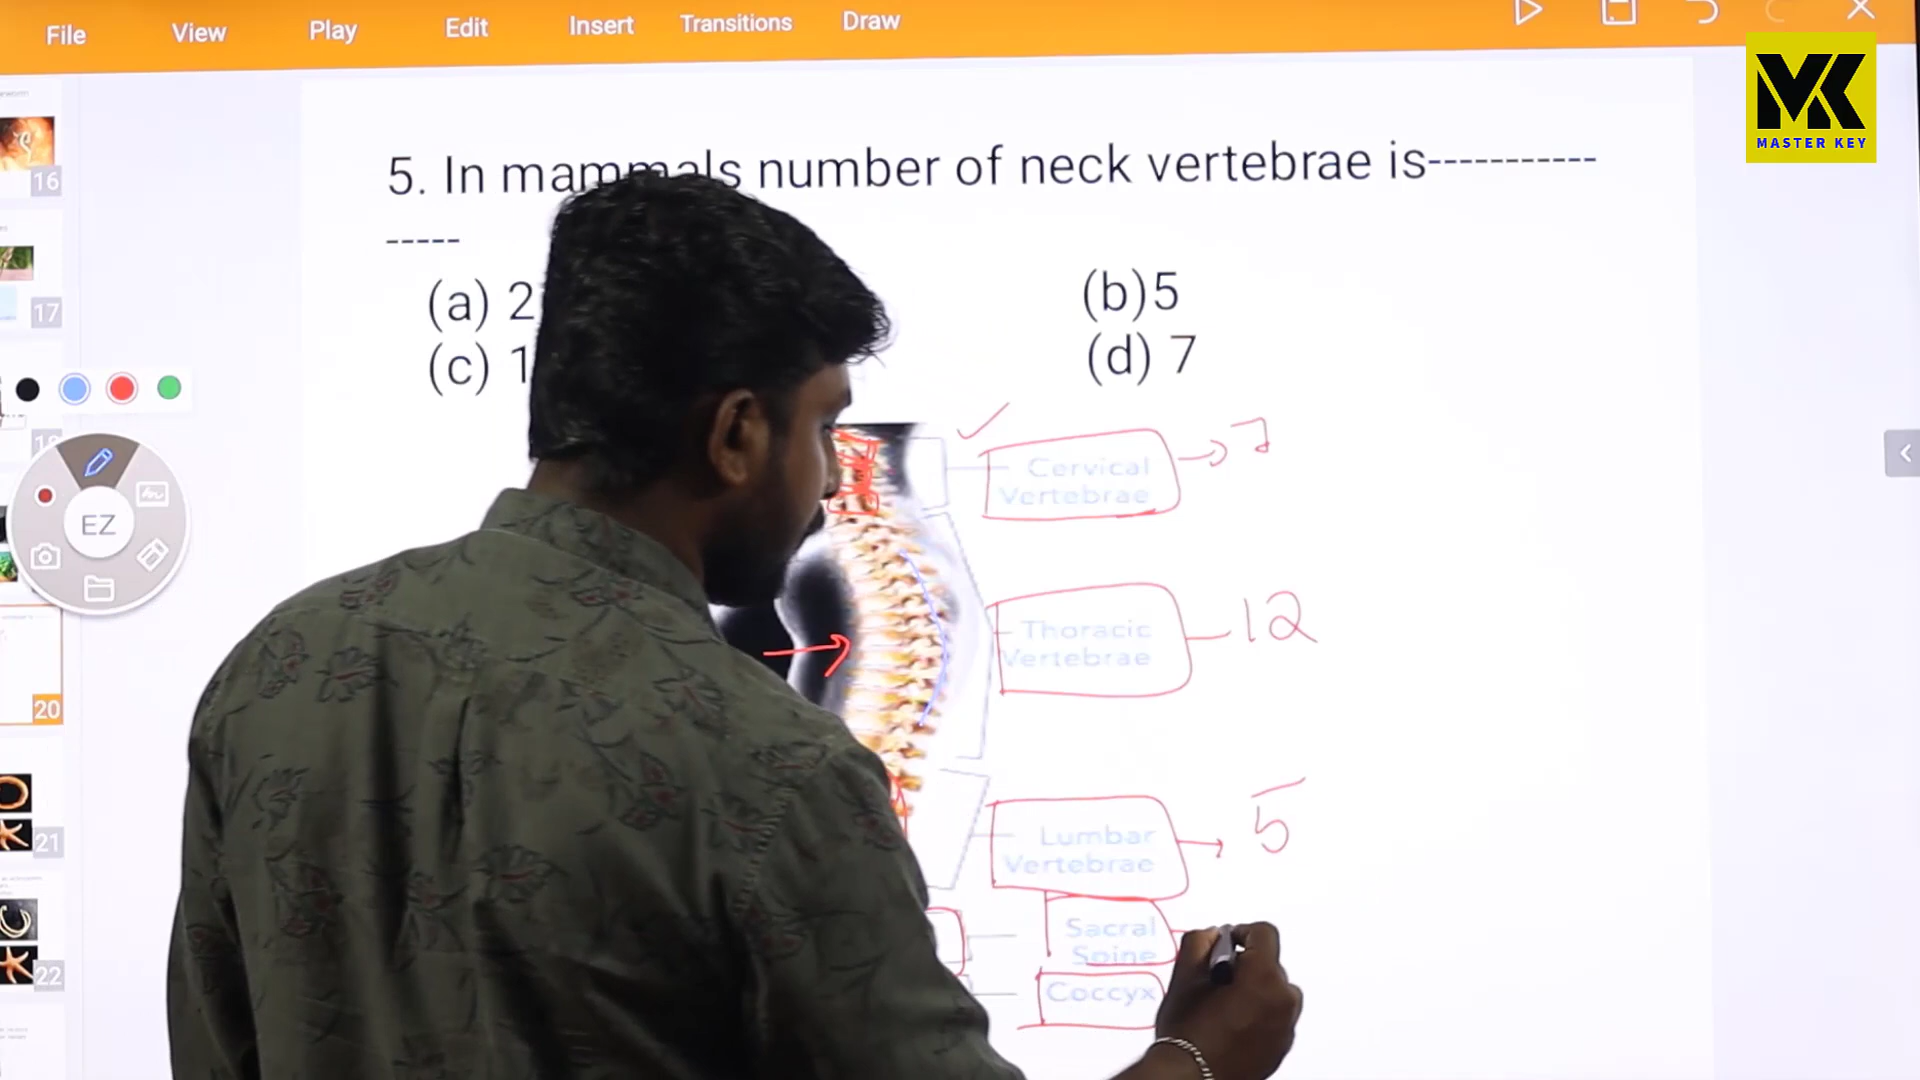 File View Play Edit Insert Transitions Draw
MK
MASTER KEY
5. In mammals number of neck vertebrae is-----------
-----
(a) 2
(b)5
(c) 1
(d) 7
16
17
EZ
20
21
22
Cervical
Vertebrae
7
Thoracic
Vertebrae
12
Lumbar
Vertebrae
5
Sacral
Spine
Coccyx